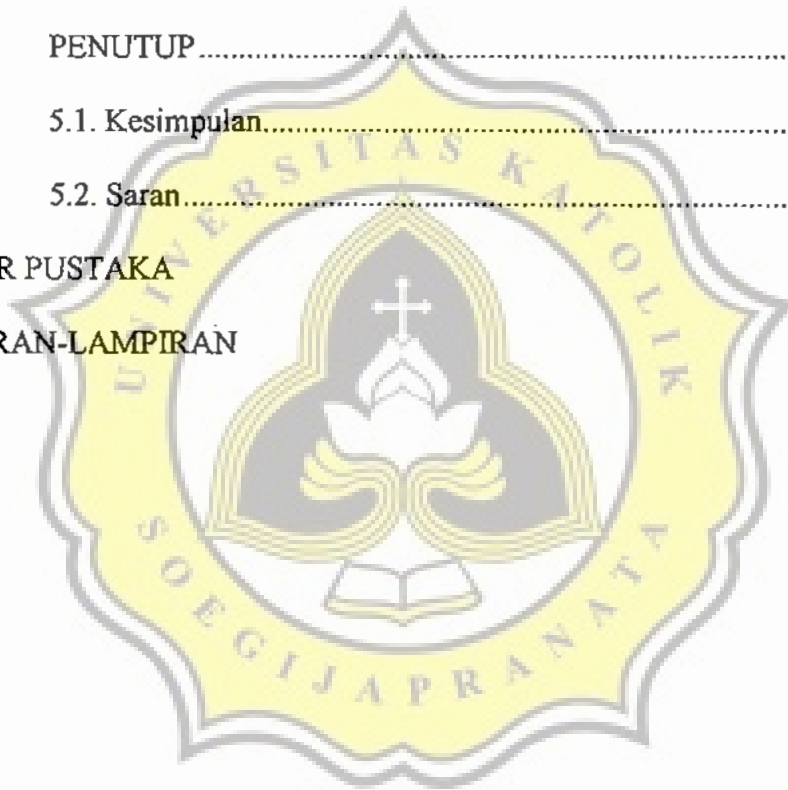 PENUTUP
5.1. Kesimpulan
5.2. Saran
R PUSTAKA
RAN-LAMPIRAN
UNIVERSITAS KATOLIK
SOEGIJAPRANATA